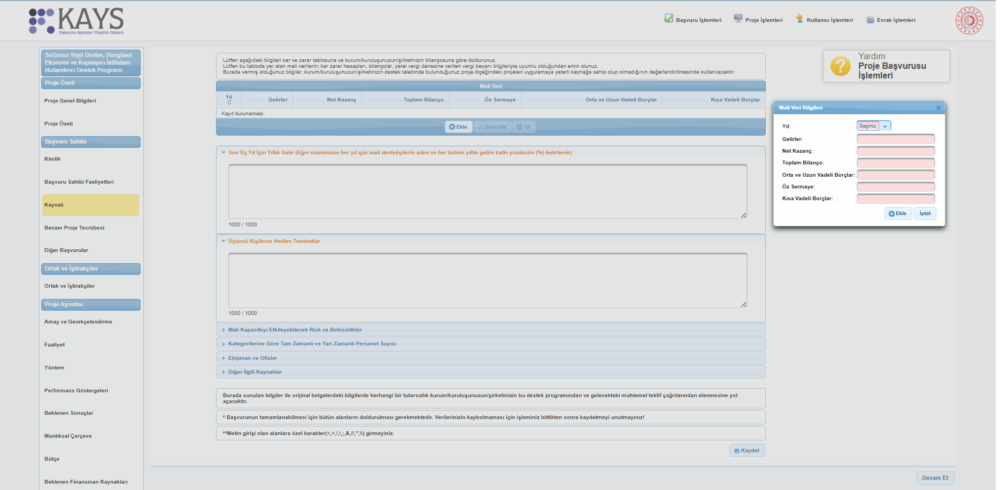 KAYS
Kalkınma Ajansları Yönetim Sistemi
Başvuru İşlemleri
Proje İşlemleri
Kullanıcı İşlemleri
Evrak İşlemleri
SoGreen Yeşil Üretim, Döngüsel
Ekonomi ve Kapsayıcı İstihdam
Hızlandırıcı Destek Programı
Proje Özeti
Proje Genel Bilgileri
Proje Özeti
Başvuru Sahibi
Kimlik
Başvuru Sahibi Faaliyetleri
Kaynak
Benzer Proje Tecrübesi
Diğer Başvurular
Ortak ve İştirakçiler
Ortak ve İştirakçiler
Proje Ayrıntısı
Amaç ve Gerekçelendirme
Faaliyet
Yöntem
Performans Göstergeleri
Beklenen Sonuçlar
Mantıksal Çerçeve
Bütçe
Beklenen Finansman Kaynakları
Lütfen aşağıdaki bilgileri kar ve zarar tablosuna ve kurum/kuruluşunuzun/şirketinizin bilançosuna göre doldurunuz.
Lütfen bu tabloda yer alan mali verilerin; kar zarar hesapları, bilançolar, yerel vergi dairesine verilen vergi beyanı bilgileriyle uyumlu olduğundan emin olunuz.
Burada vermiş olduğunuz bilgiler, kurum/kuruluşunuzun/şirketinizin destek talebinde bulunduğunuz proje ölçeğindeki projeleri uygulamaya yeterli kaynağa sahip olup olmadığının değerlendirilmesinde kullanılacaktır.
Mali Veri
Yıl Gelirler Net Kazanç Toplam Bilanço Öz Sermaye Orta ve Uzun Vadeli Borçlar Kısa Vadeli Borçlar
Kayıt bulunamadı.
Ekle Güncelle Sil
Son Üç Yıl İçin Yıllık Gelir (Eğer mümkünse her yıl için mali destekçilerin adını ve her birinin yıllık gelire katkı yüzdesini (%) belirterek)
1000 / 1000
Üçüncü Kişilerce Verilen Teminatlar
1000 / 1000
Mali Kapasiteyi Etkileyebilecek Risk ve Belirsizlikler
Kategorilerine Göre Tam Zamanlı ve Yarı Zamanlı Personel Sayısı
Ekipman ve Ofisler
Diğer İlgili Kaynaklar
Burada sunulan bilgiler ile orijinal belgelerdeki bilgilerde herhangi bir tutarsızlık kurum/kuruluşunuzun/şirketinizin bu destek programından ve gelecekteki muhtemel teklif çağrılarından elenmesine yol
açacaktır.
* Başvurunun tamamlanabilmesi için bütün alanların doldurulması gerekmektedir. Verilerinizin kaybolmaması için işleminiz bittikten sonra kaydetmeyi unutmayınız!
**Metin girişi olan alanlara özel karakter(<,>,/,\,;,&,//,",\\) girmeyiniz.
Kaydet
Devam Et
Yardım
Proje Başvurusu
İşlemleri
Mali Veri Bilgileri
Yıl: Seçiniz
Gelirler:
Net Kazanç:
Toplam Bilanço:
Orta ve Uzun Vadeli Borçlar:
Öz Sermaye:
Kısa Vadeli Borçlar:
Ekle İptal